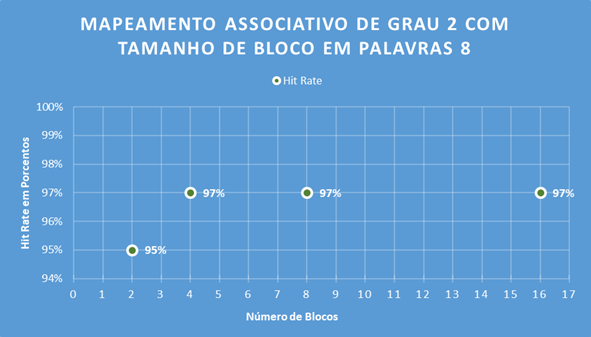 MAPEAMENTO ASSOCIATIVO DE GRAU 2 COM
TAMANHO DE BLOCO EM PALAVRAS 8
Hit Rate
Hit Rate em Porcentos
100%
99%
98%
97%
96%
95%
94%
95%
97%
97%
97%
0 1 2 3 4 5 6 7 8 9 10 11 12 13 14 15 16 17
Número de Blocos